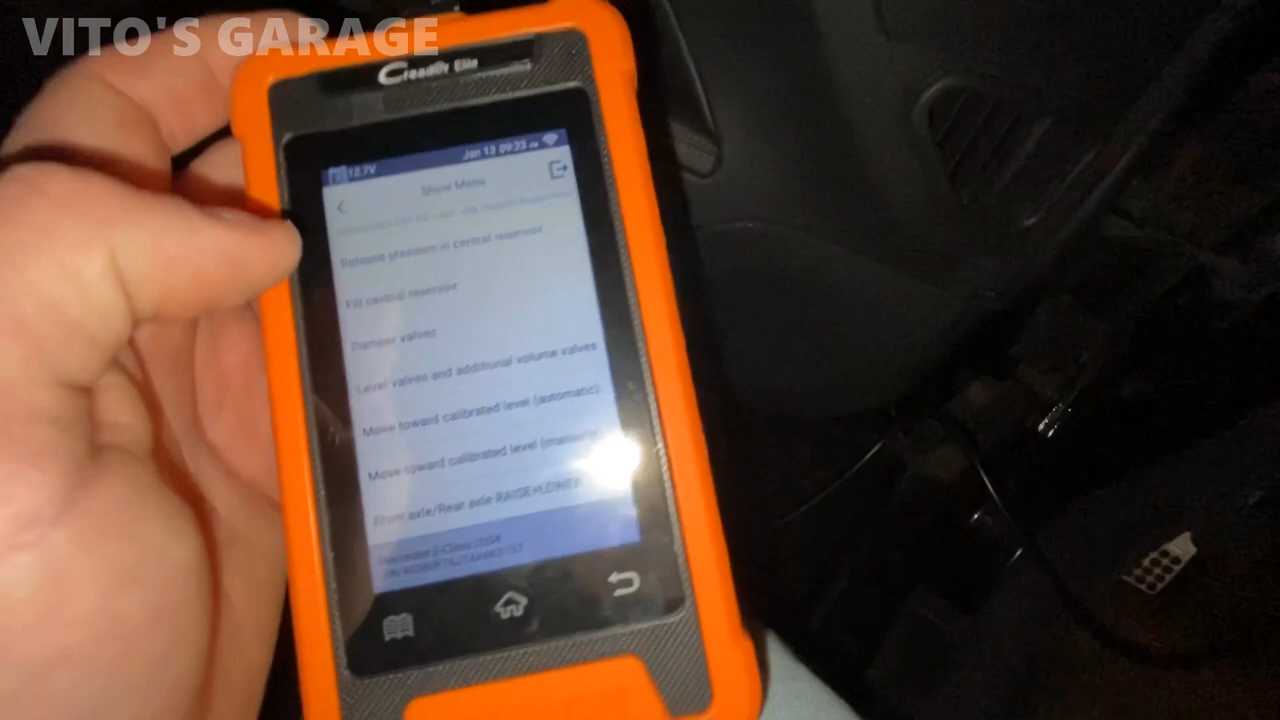 VITO'S GARAGE
Creader Elite
12.7V Jan 13 09:23
Show Menu
Release pressure in central reservoir
Fill central reservoir
Damper valves
Level valves and additional volume valves
Move toward calibrated level (automatic)
Move toward calibrated level
Front axle/Rear axle RAISE+LOWER
Mercedes E-Class 2004